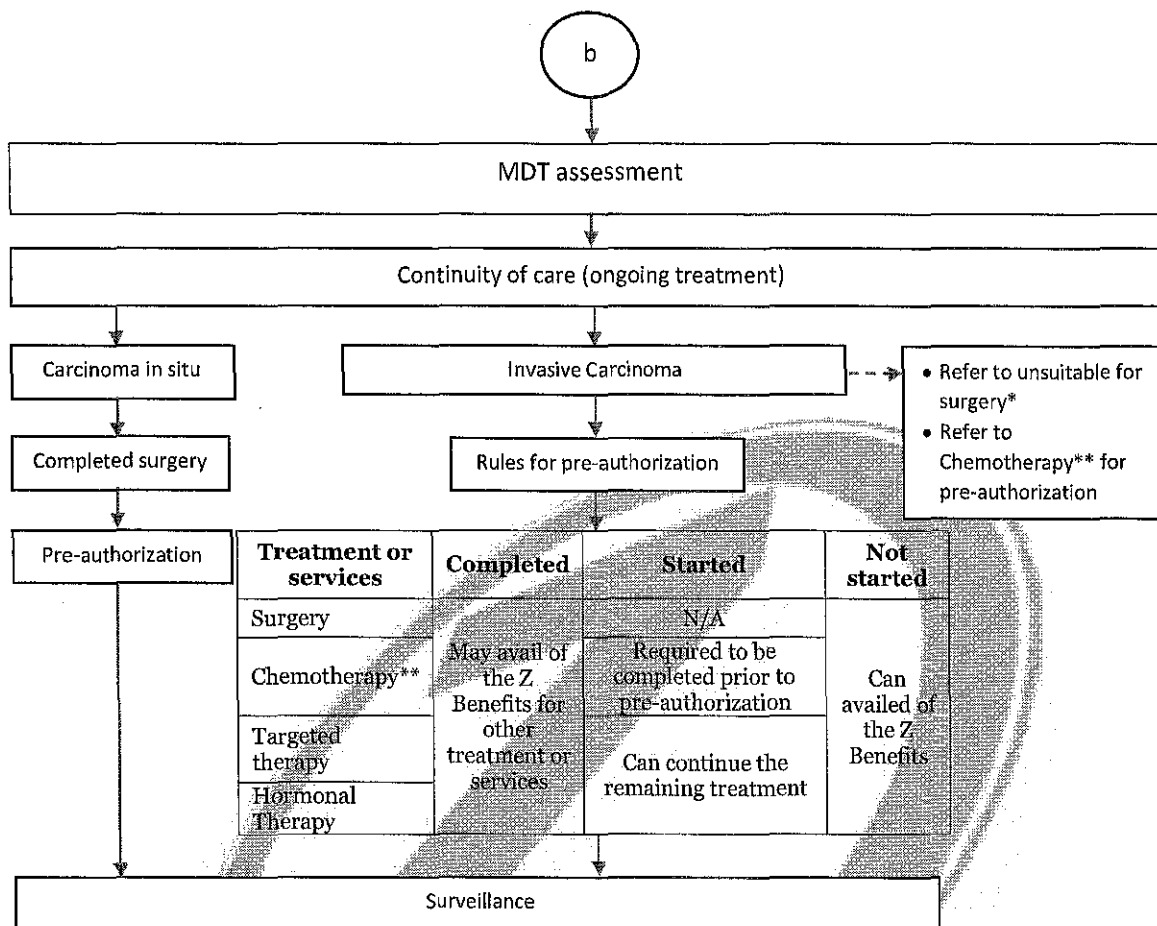 b
MDT assessment
Continuity of care (ongoing treatment)
Carcinoma in situ
Invasive Carcinoma
• Refer to unsuitable for
surgery*
• Refer to
Chemotherapy** for
pre-authorization
Completed surgery
Rules for pre-authorization
Pre-authorization
Treatment or
services
Completed
Started
Not
started
Surgery
N/A
Chemotherapy**
May avail of
the Z
Benefits for
other
treatment or
services
Required to be
completed prior to
pre-authorization
Can
availed of
the Z
Benefits
Targeted
therapy
Can continue the
remaining treatment
Hormonal
Therapy
Surveillance